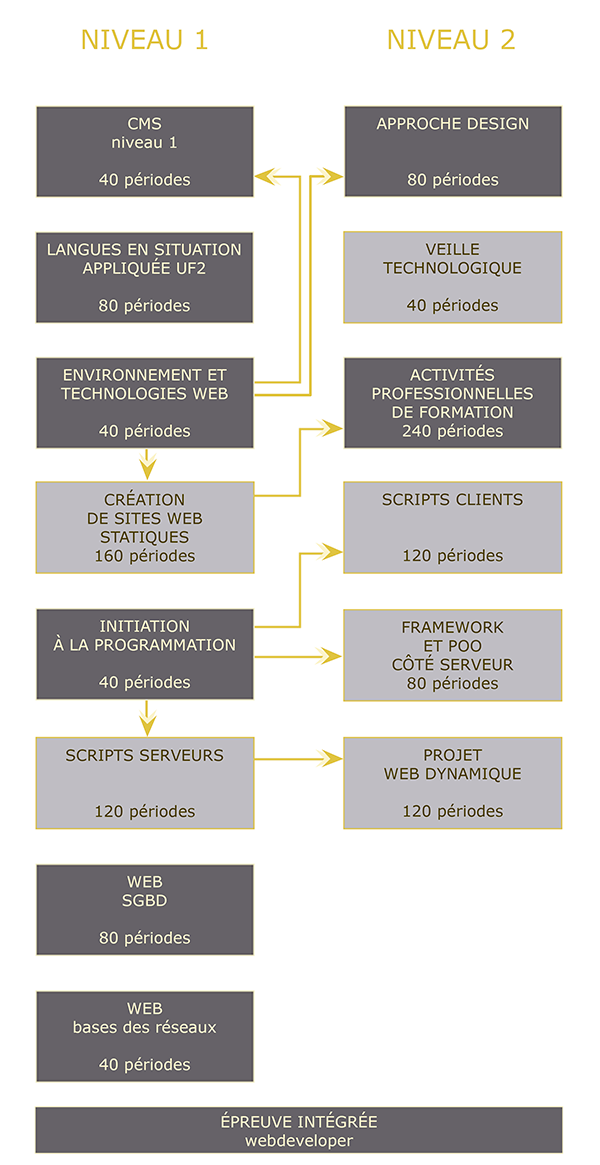 NIVEAU 1
NIVEAU 2
CMS
niveau 1
40 périodes
APPROCHE DESIGN
80 périodes
LANGUES EN SITUATION
APPLIQUÉE UF2
80 périodes
VEILLE
TECHNOLOGIQUE
40 périodes
ENVIRONNEMENT ET
TECHNOLOGIES WEB
40 périodes
ACTIVITÉS
PROFESSIONNELLES
DE FORMATION
240 périodes
CRÉATION
DE SITES WEB
STATIQUES
160 périodes
SCRIPTS CLIENTS
120 périodes
INITIATION
À LA PROGRAMMATION
40 périodes
FRAMEWORK
ET POO
CÔTÉ SERVEUR
80 périodes
SCRIPTS SERVEURS
120 périodes
PROJET
WEB DYNAMIQUE
120 périodes
WEB
SGBD
80 périodes
WEB
bases des réseaux
40 périodes
ÉPREUVE INTÉGRÉE
webdeveloper